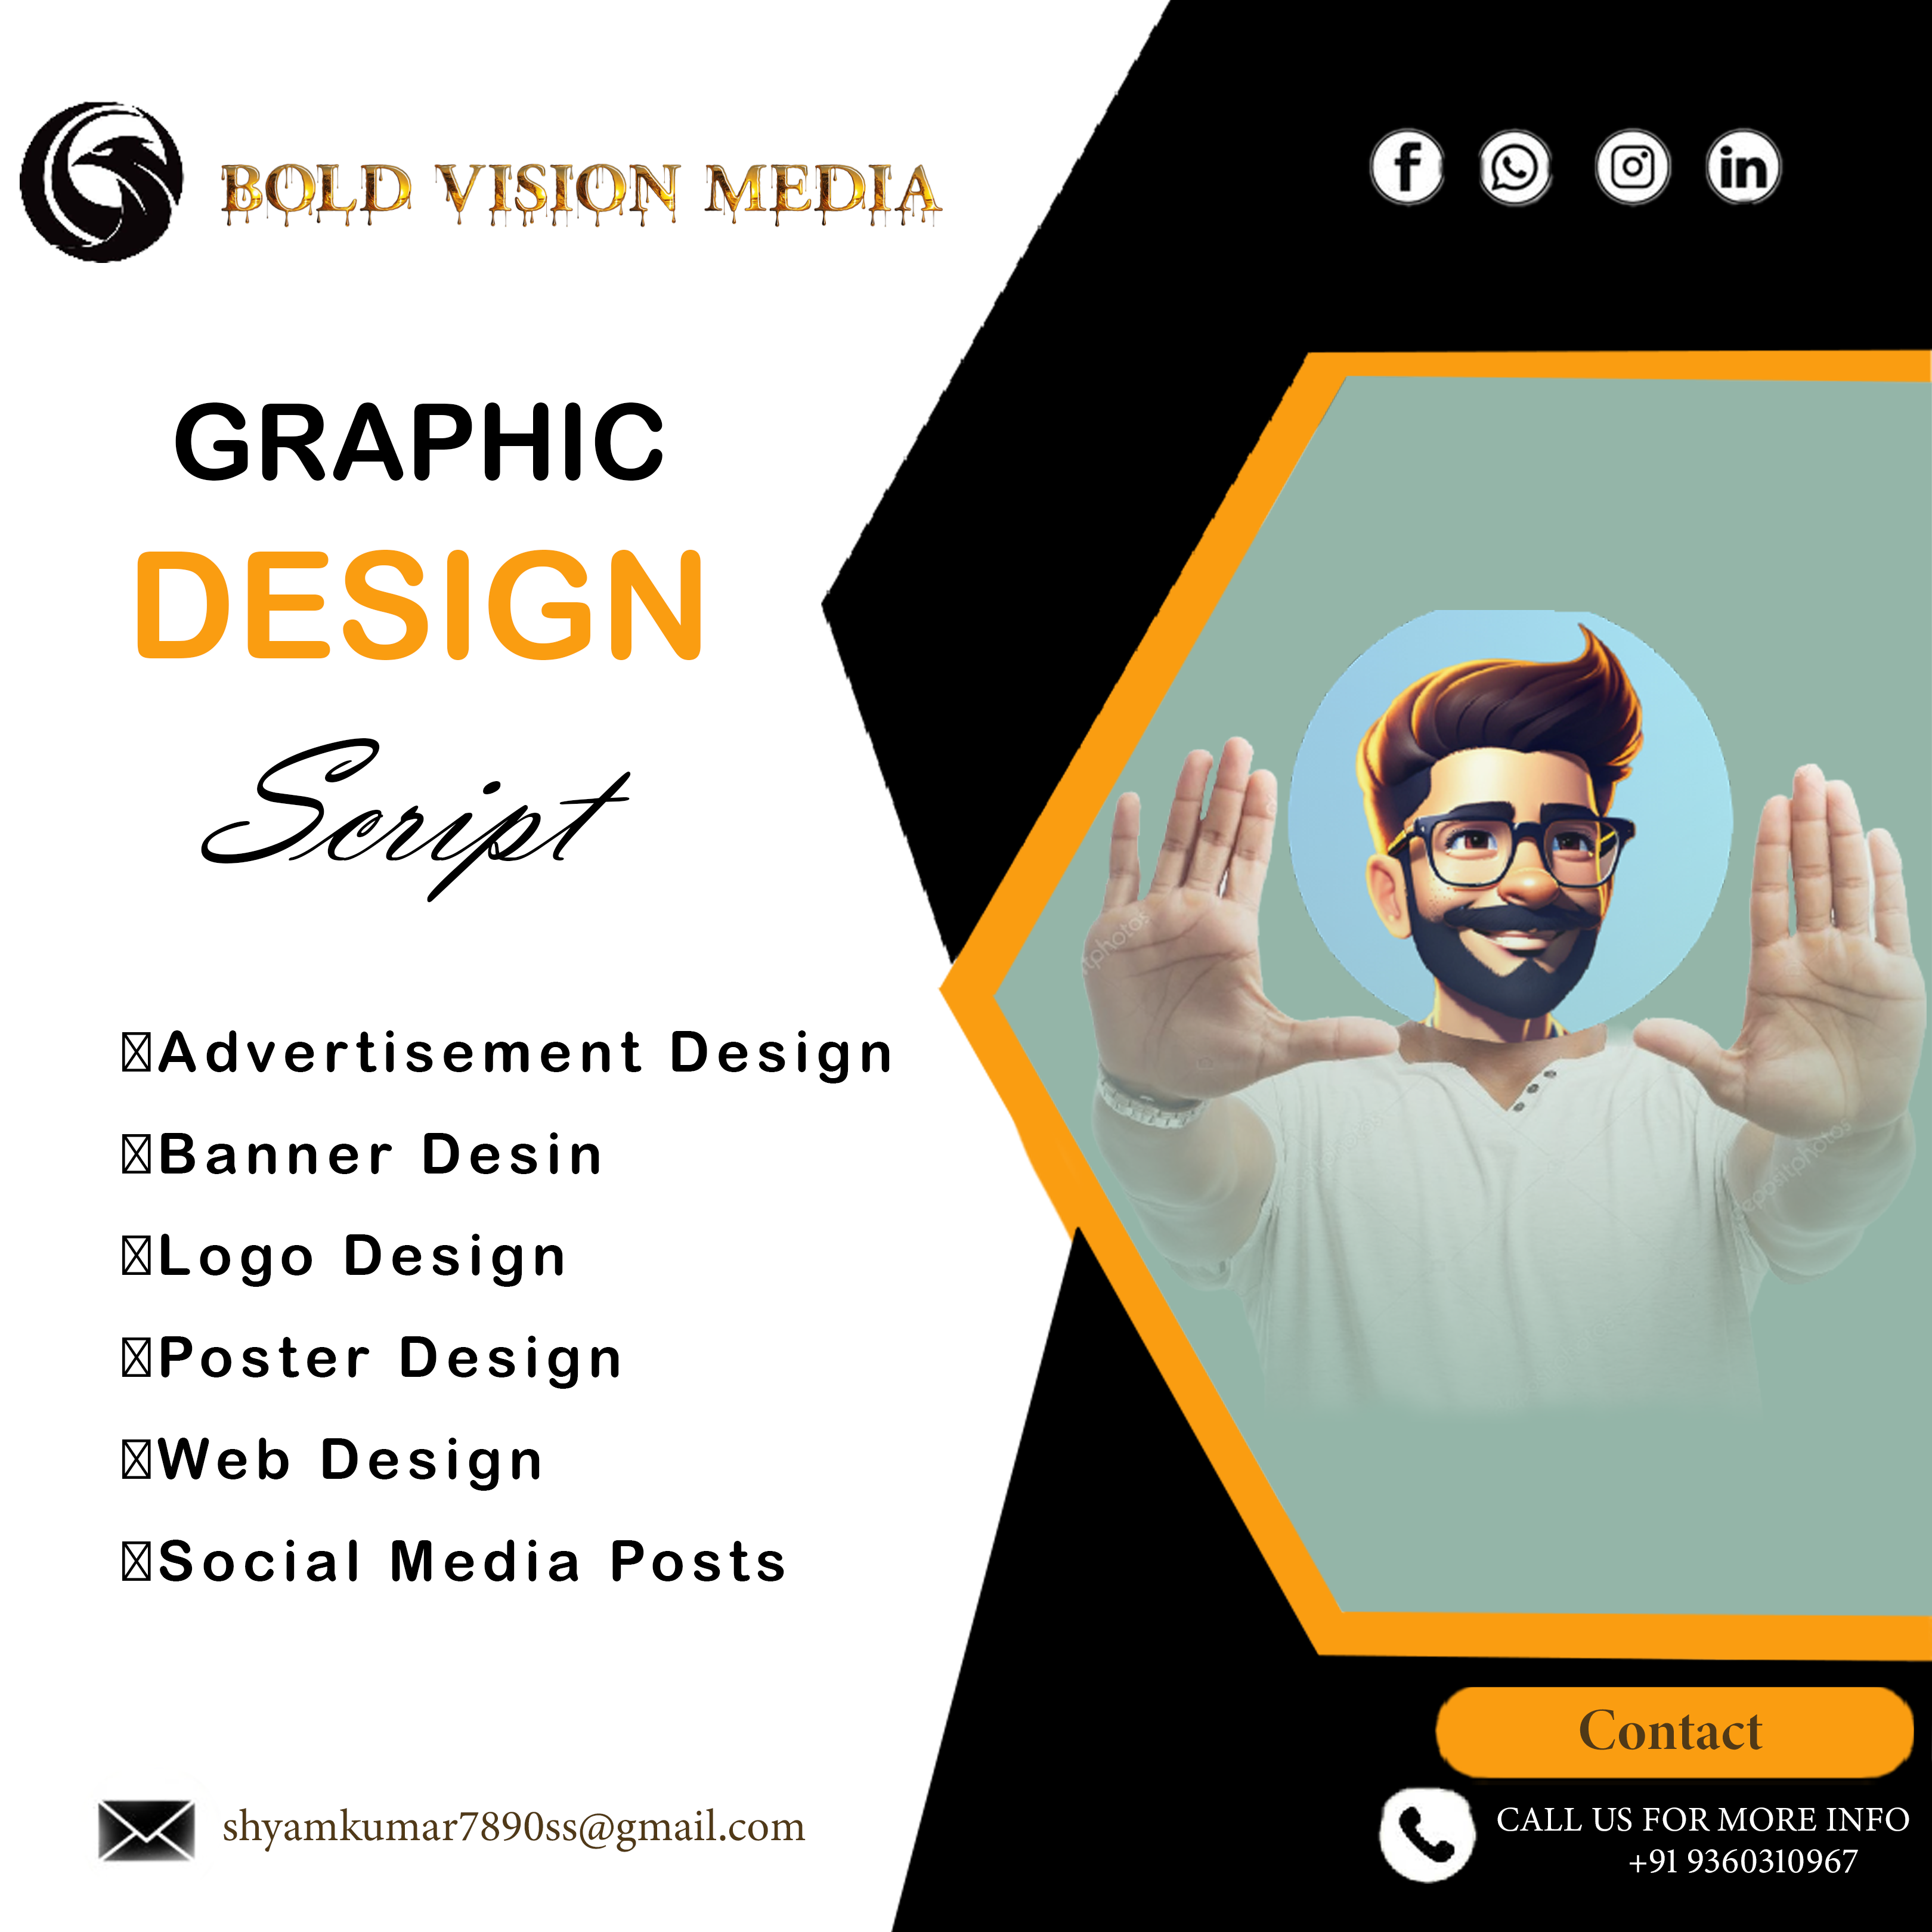 BOLD VISION MEDIA
GRAPHIC
DESIGN
Script
Advertisement Design
Banner Desin
Logo Design
Poster Design
Web Design
Social Media Posts
depositphotos
Contact
shyamkumar7890ss@gmail.com
CALL US FOR MORE INFO
+91 9360310967